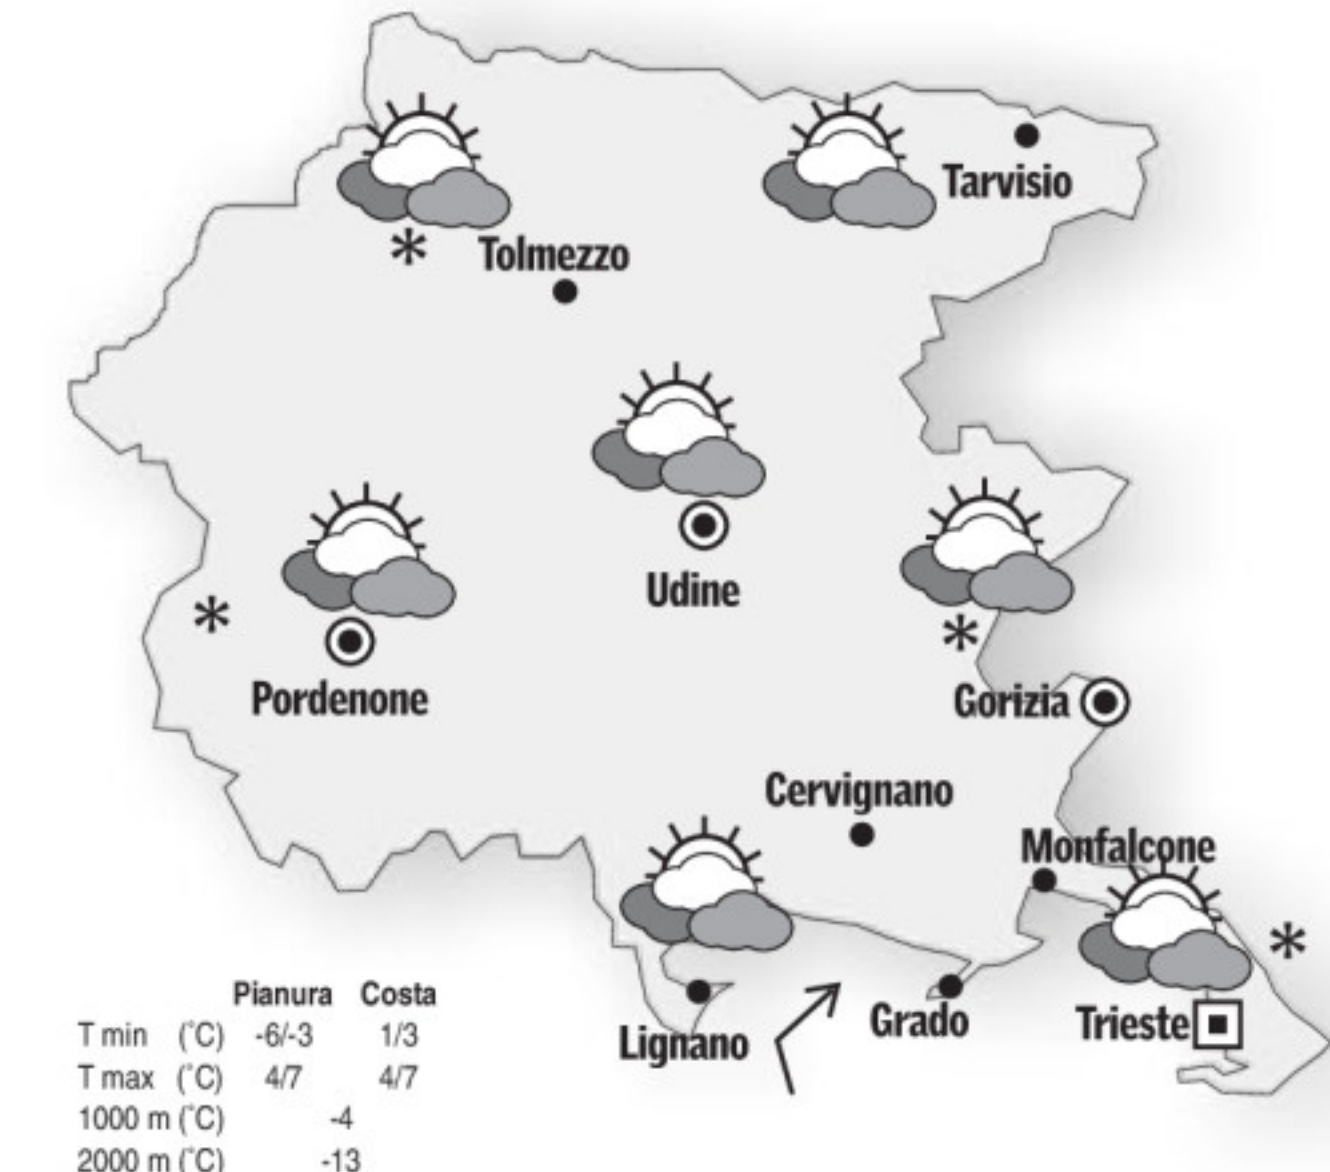 Tarvisio
Tolmezzo
Udine
Pordenone
Gorizia
Cervignano
Monfalcone
Grado
Trieste
Lignano
Pianura Costa
T min (°C) -6/-3 1/3
T max (°C) 4/7 4/7
1000 m (°C) -4
2000 m (°C) -13